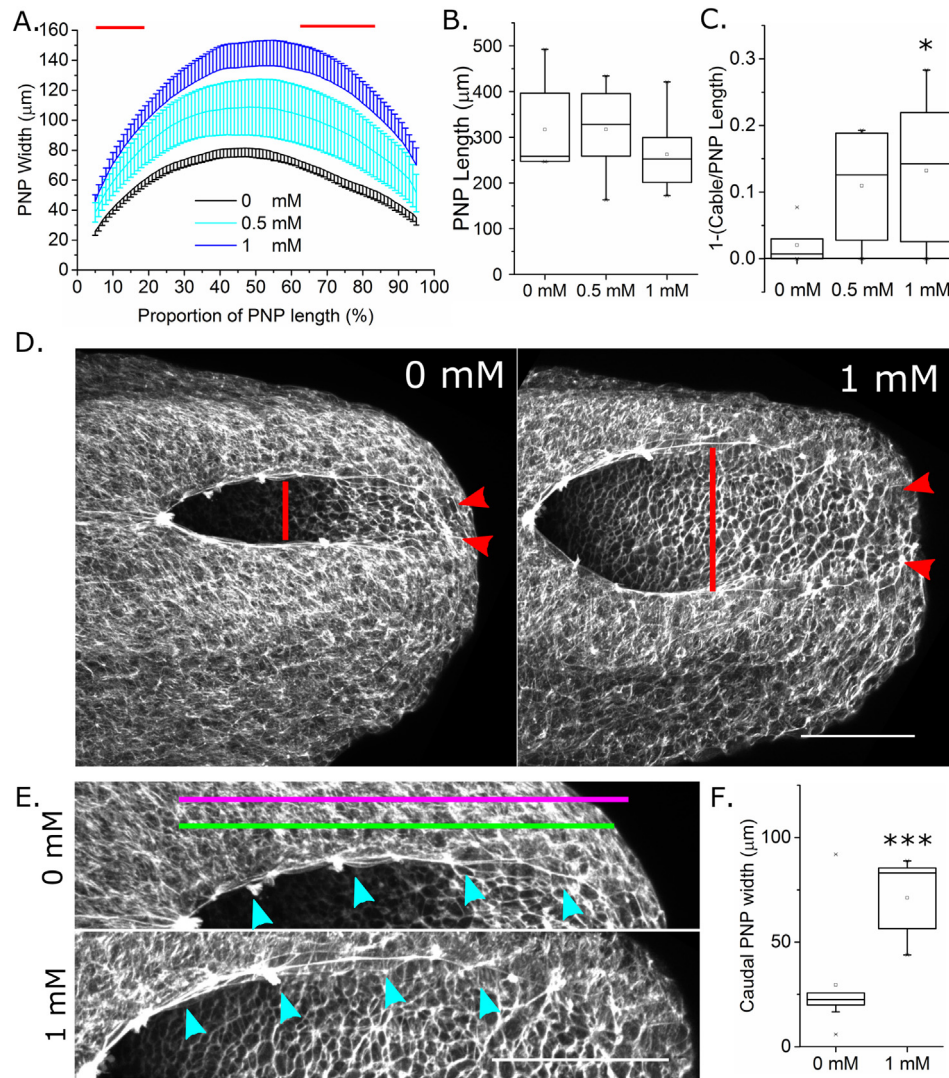 A.
160
140
120
100
80
60
40
20
0
PNP Width (μm)
0 mM
0.5 mM
1 mM
0 10 20 30 40 50 60 70 80 90 100
Proportion of PNP length (%)
B.
500
400
300
200
100
0
PNP Length (μm)
0 mM 0.5 mM 1 mM
C.
*
0.3
0.2
0.1
0.0
1-(Cable/PNP Length)
0 mM 0.5 mM 1 mM
D.
0 mM
1 mM
E.
0 mM
1 mM
F.
***
100
50
0
Caudal PNP width (μm)
0 mM 1 mM